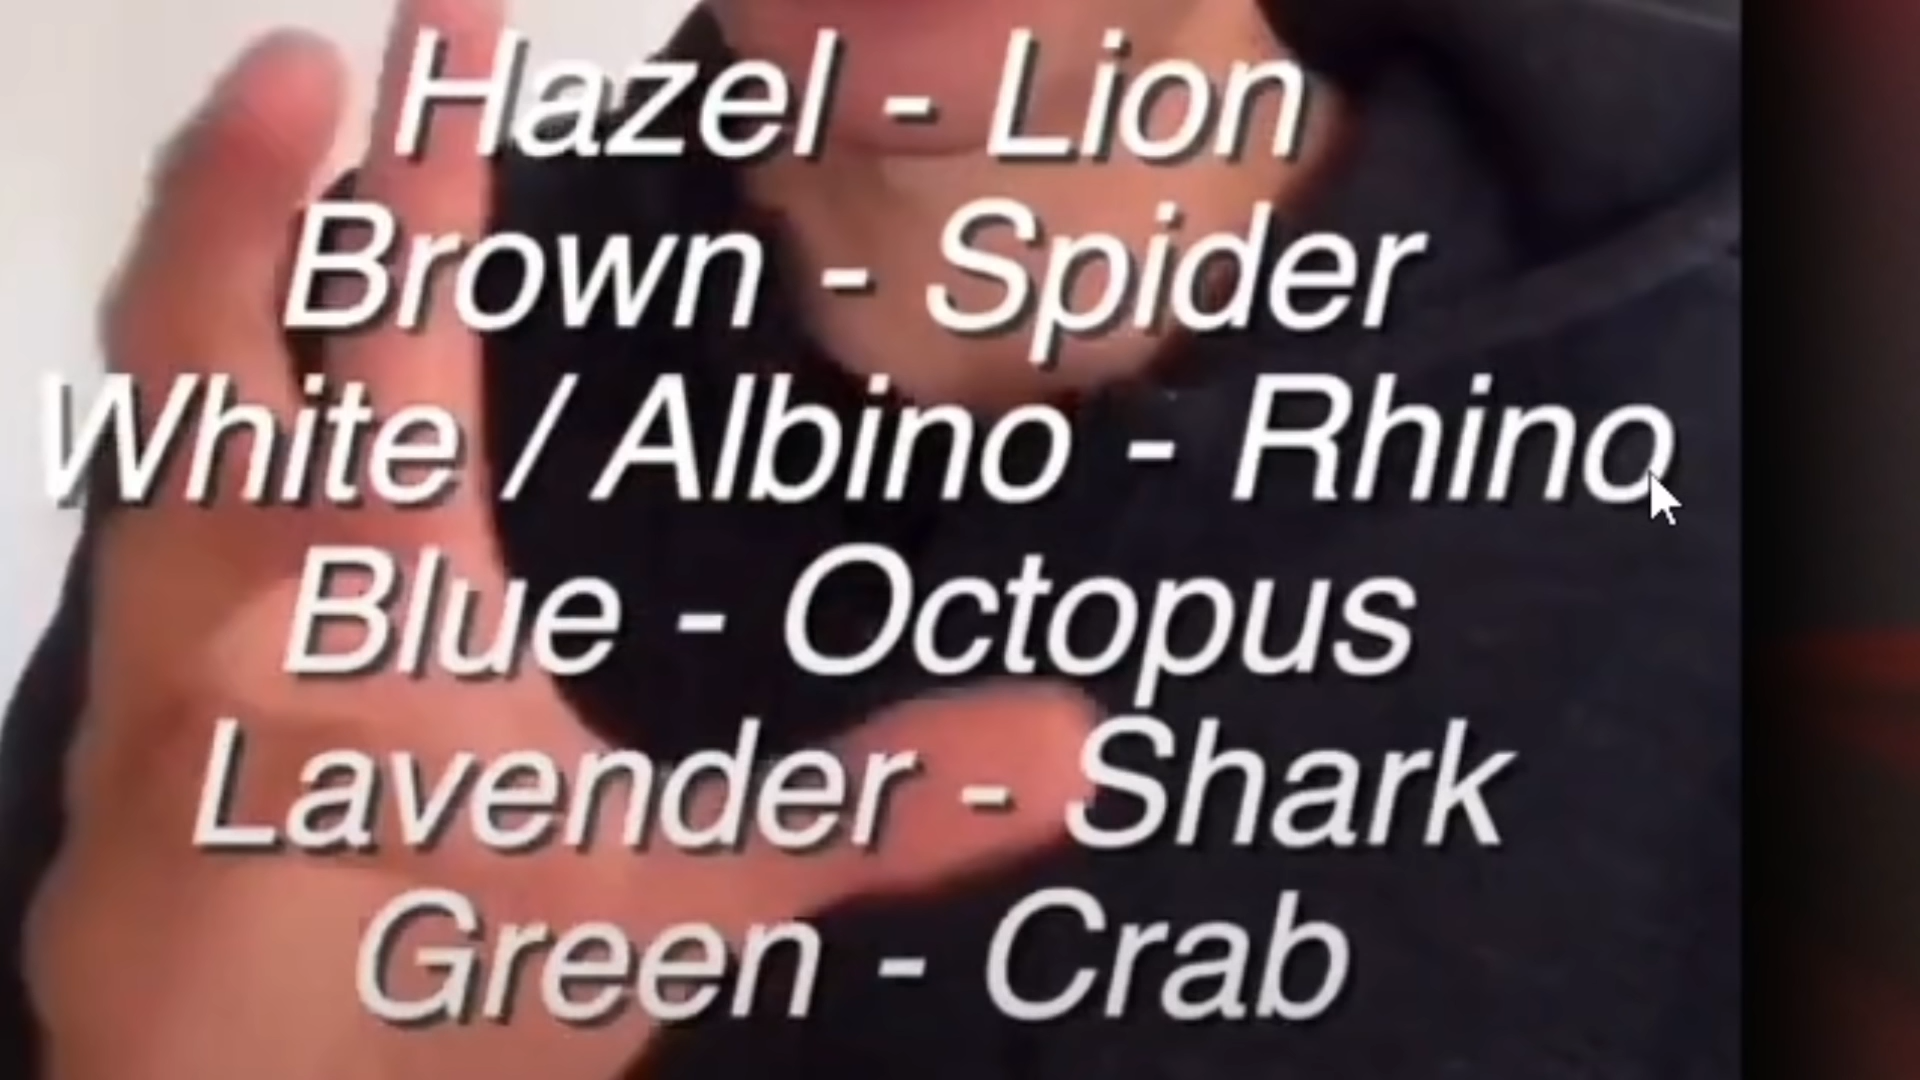 Hazel - Lion
Brown - Spider
White / Albino - Rhino
Blue - Octopus
Lavender - Shark
Green - Crab